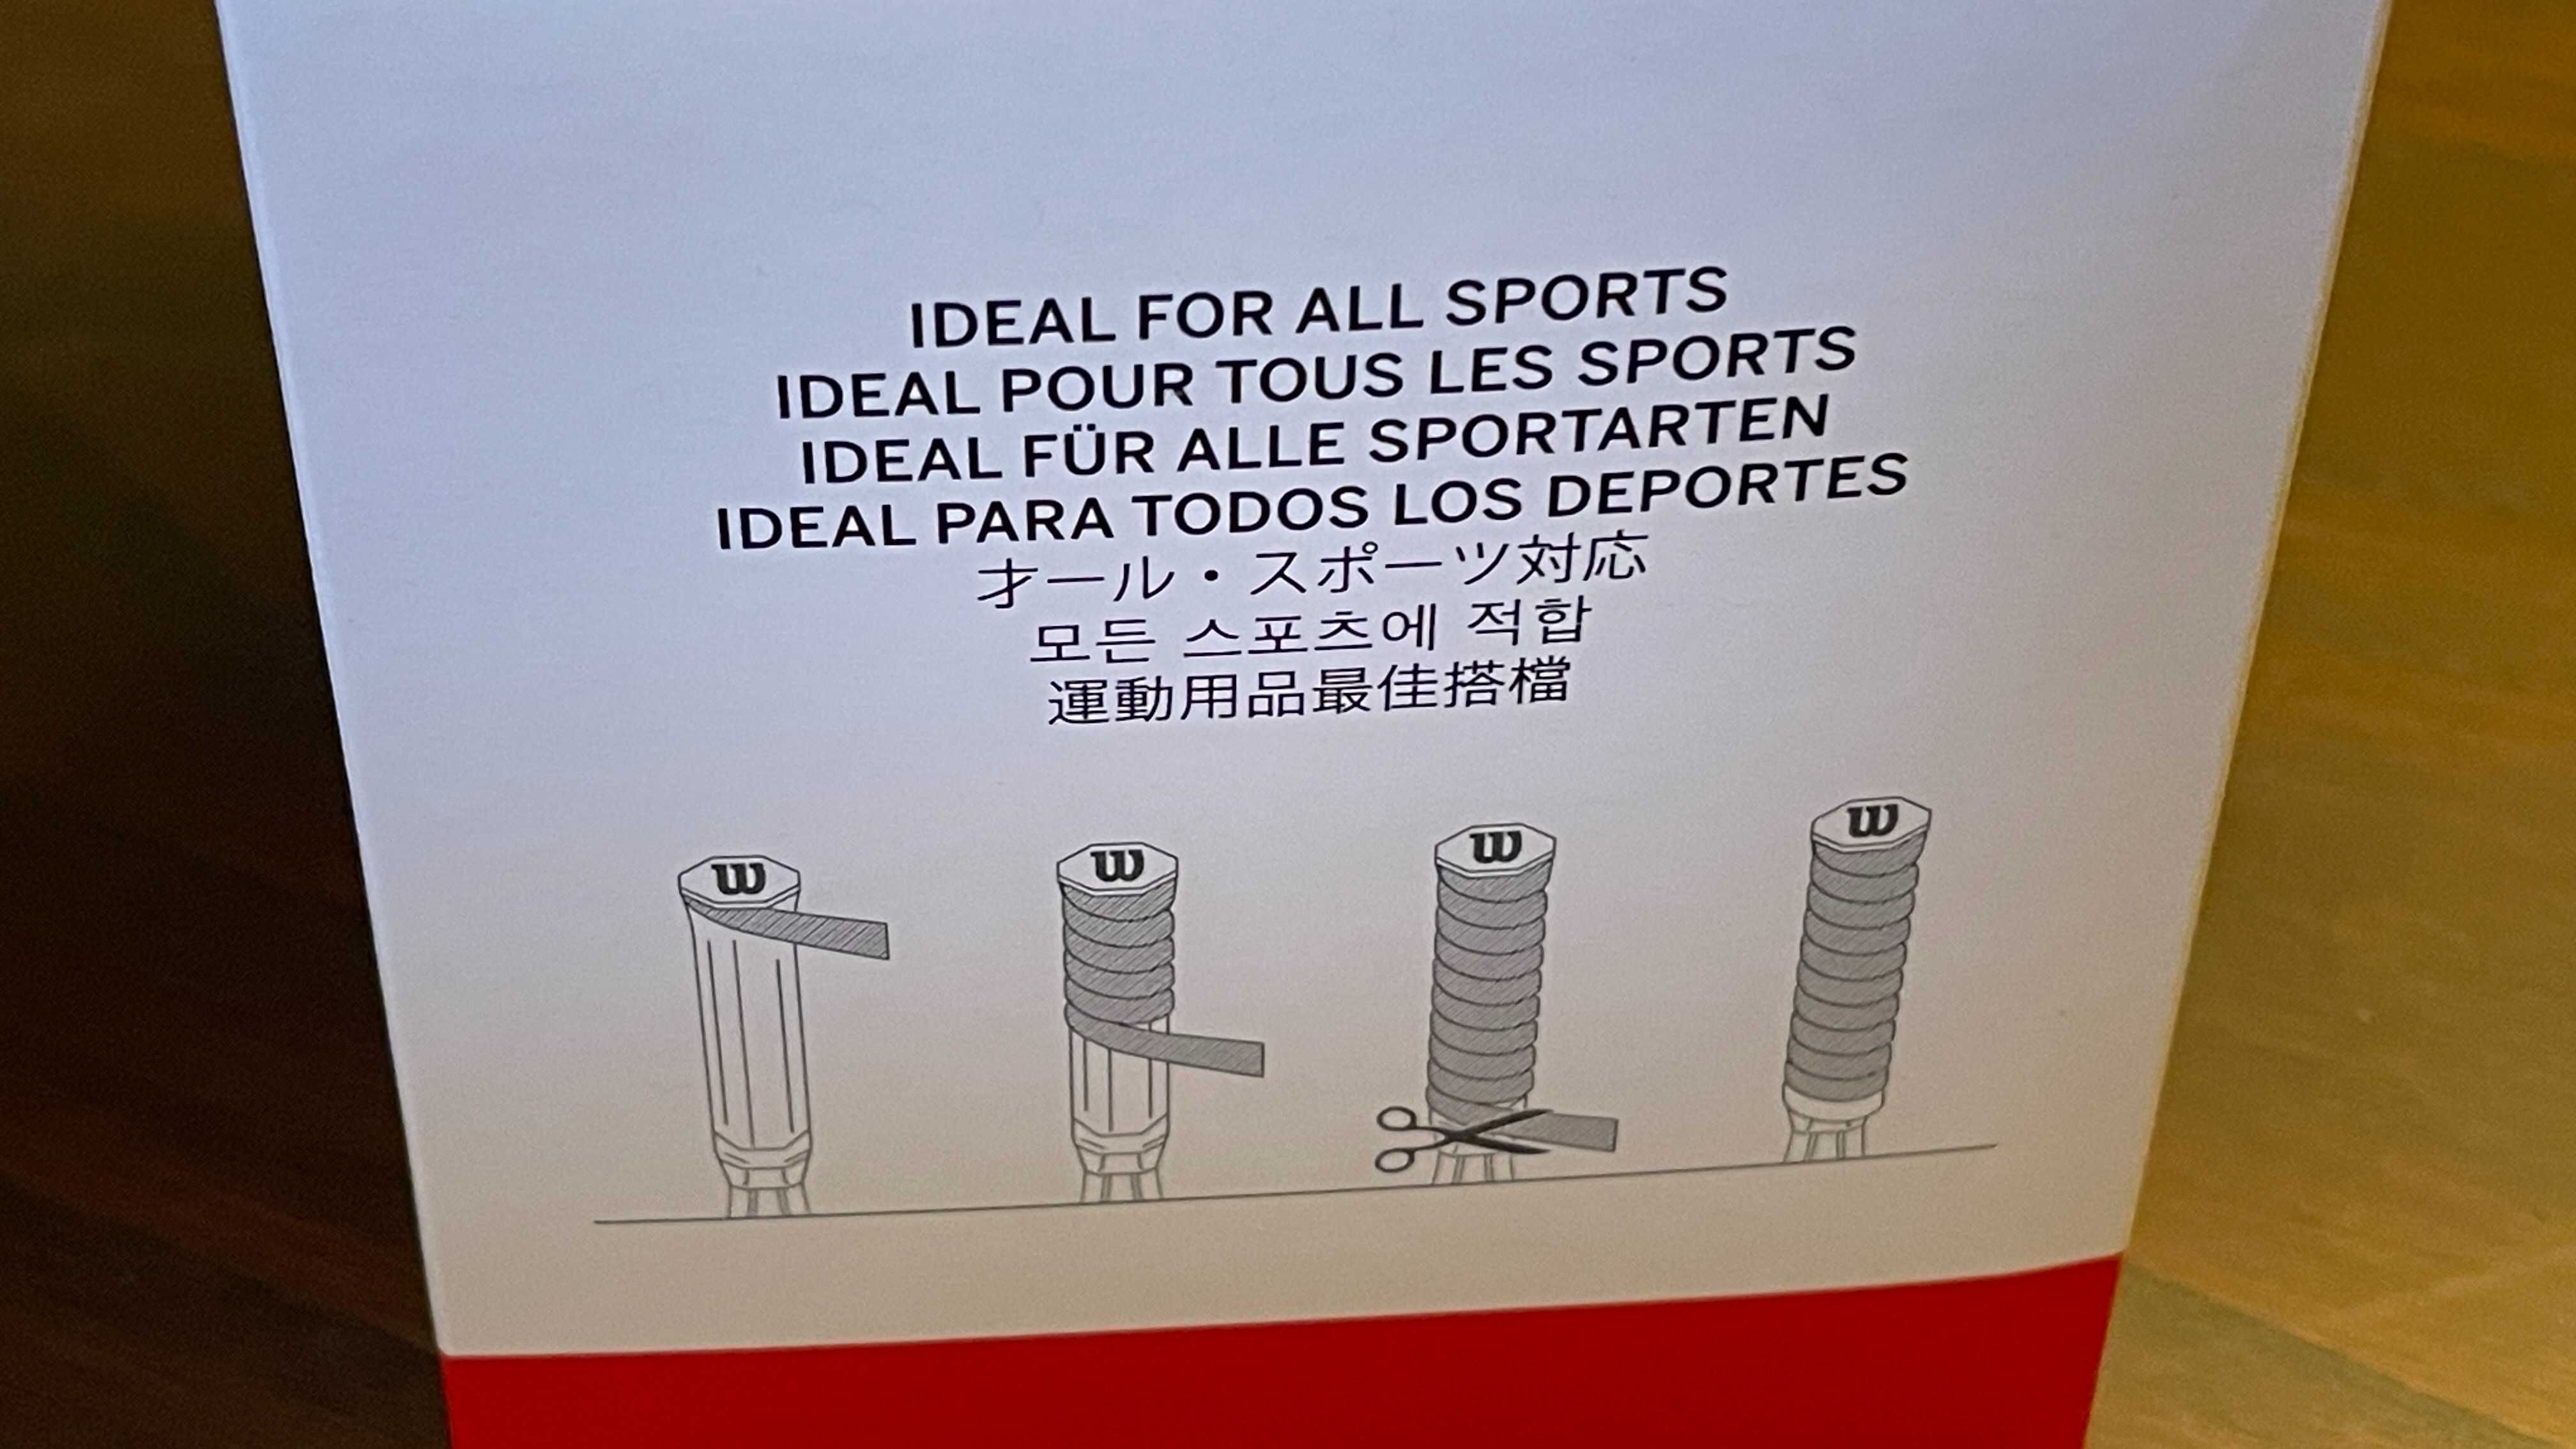 IDEAL FOR ALL SPORTS
IDEAL POUR TOUS LES SPORTS
IDEAL FÜR ALLE SPORTARTEN
IDEAL PARA TODOS LOS DEPORTES
オール・スポーツ対応
모든 스포츠에 적합
運動用品最佳搭檔
W
W
W
W